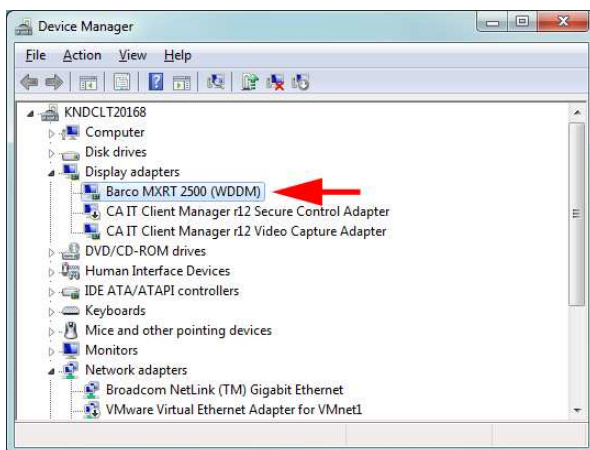 Device Manager
File Action View Help
KNDCLT20168
Computer
Disk drives
Display adapters
Barco MXRT 2500 (WDDM)
CA IT Client Manager r12 Secure Control Adapter
CA IT Client Manager r12 Video Capture Adapter
DVD/CD-ROM drives
Human Interface Devices
IDE ATA/ATAPI controllers
Keyboards
Mice and other pointing devices
Monitors
Network adapters
Broadcom NetLink (TM) Gigabit Ethernet
VMware Virtual Ethernet Adapter for VMnet1